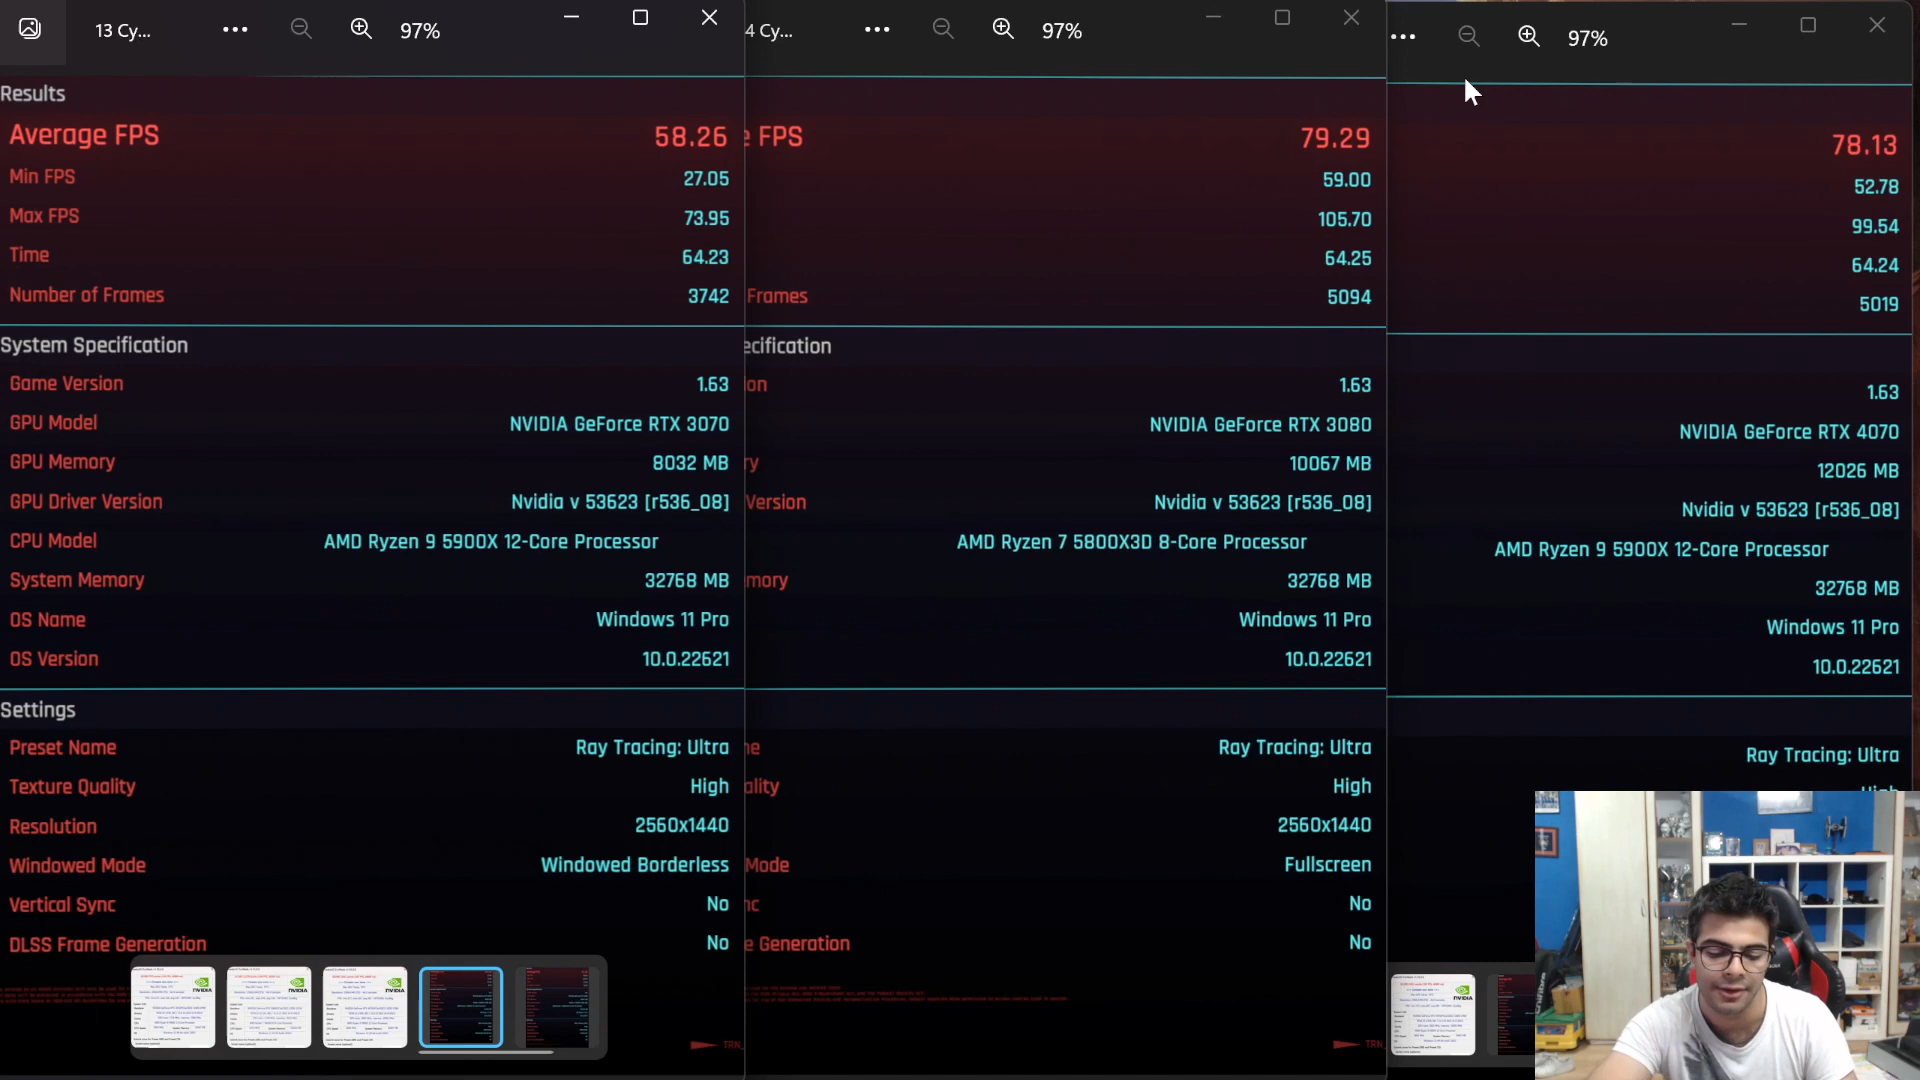 13 Cy...
97%
Results
Average FPS 58.26
Min FPS 27.05
Max FPS 73.95
Time 64.23
Number of Frames 3742
System Specification
Game Version 1.63
GPU Model NVIDIA GeForce RTX 3070
GPU Memory 8032 MB
GPU Driver Version Nvidia v 53623 [r536_08]
CPU Model AMD Ryzen 9 5900X 12-Core Processor
System Memory 32768 MB
OS Name Windows 11 Pro
OS Version 10.0.22621
Settings
Preset Name Ray Tracing: Ultra
Texture Quality High
Resolution 2560x1440
Windowed Mode Windowed Borderless
Vertical Sync No
DLSS Frame Generation No
TRN
4 Cy...
97%
e FPS 79.29
59.00
105.70
64.25
Frames 5094
ecification
on 1.63
NVIDIA GeForce RTX 3080
ry 10067 MB
Version Nvidia v 53623 [r536_08]
AMD Ryzen 7 5800X3D 8-Core Processor
mory 32768 MB
Windows 11 Pro
10.0.22621
ne Ray Tracing: Ultra
ality High
2560x1440
Mode Fullscreen
nc No
e Generation No
TRN
97%
78.13
52.78
99.54
64.24
5019
1.63
NVIDIA GeForce RTX 4070
12026 MB
Nvidia v 53623 [r536_08]
AMD Ryzen 9 5900X 12-Core Processor
32768 MB
Windows 11 Pro
10.0.22621
Ray Tracing: Ultra
High
NVIDIA